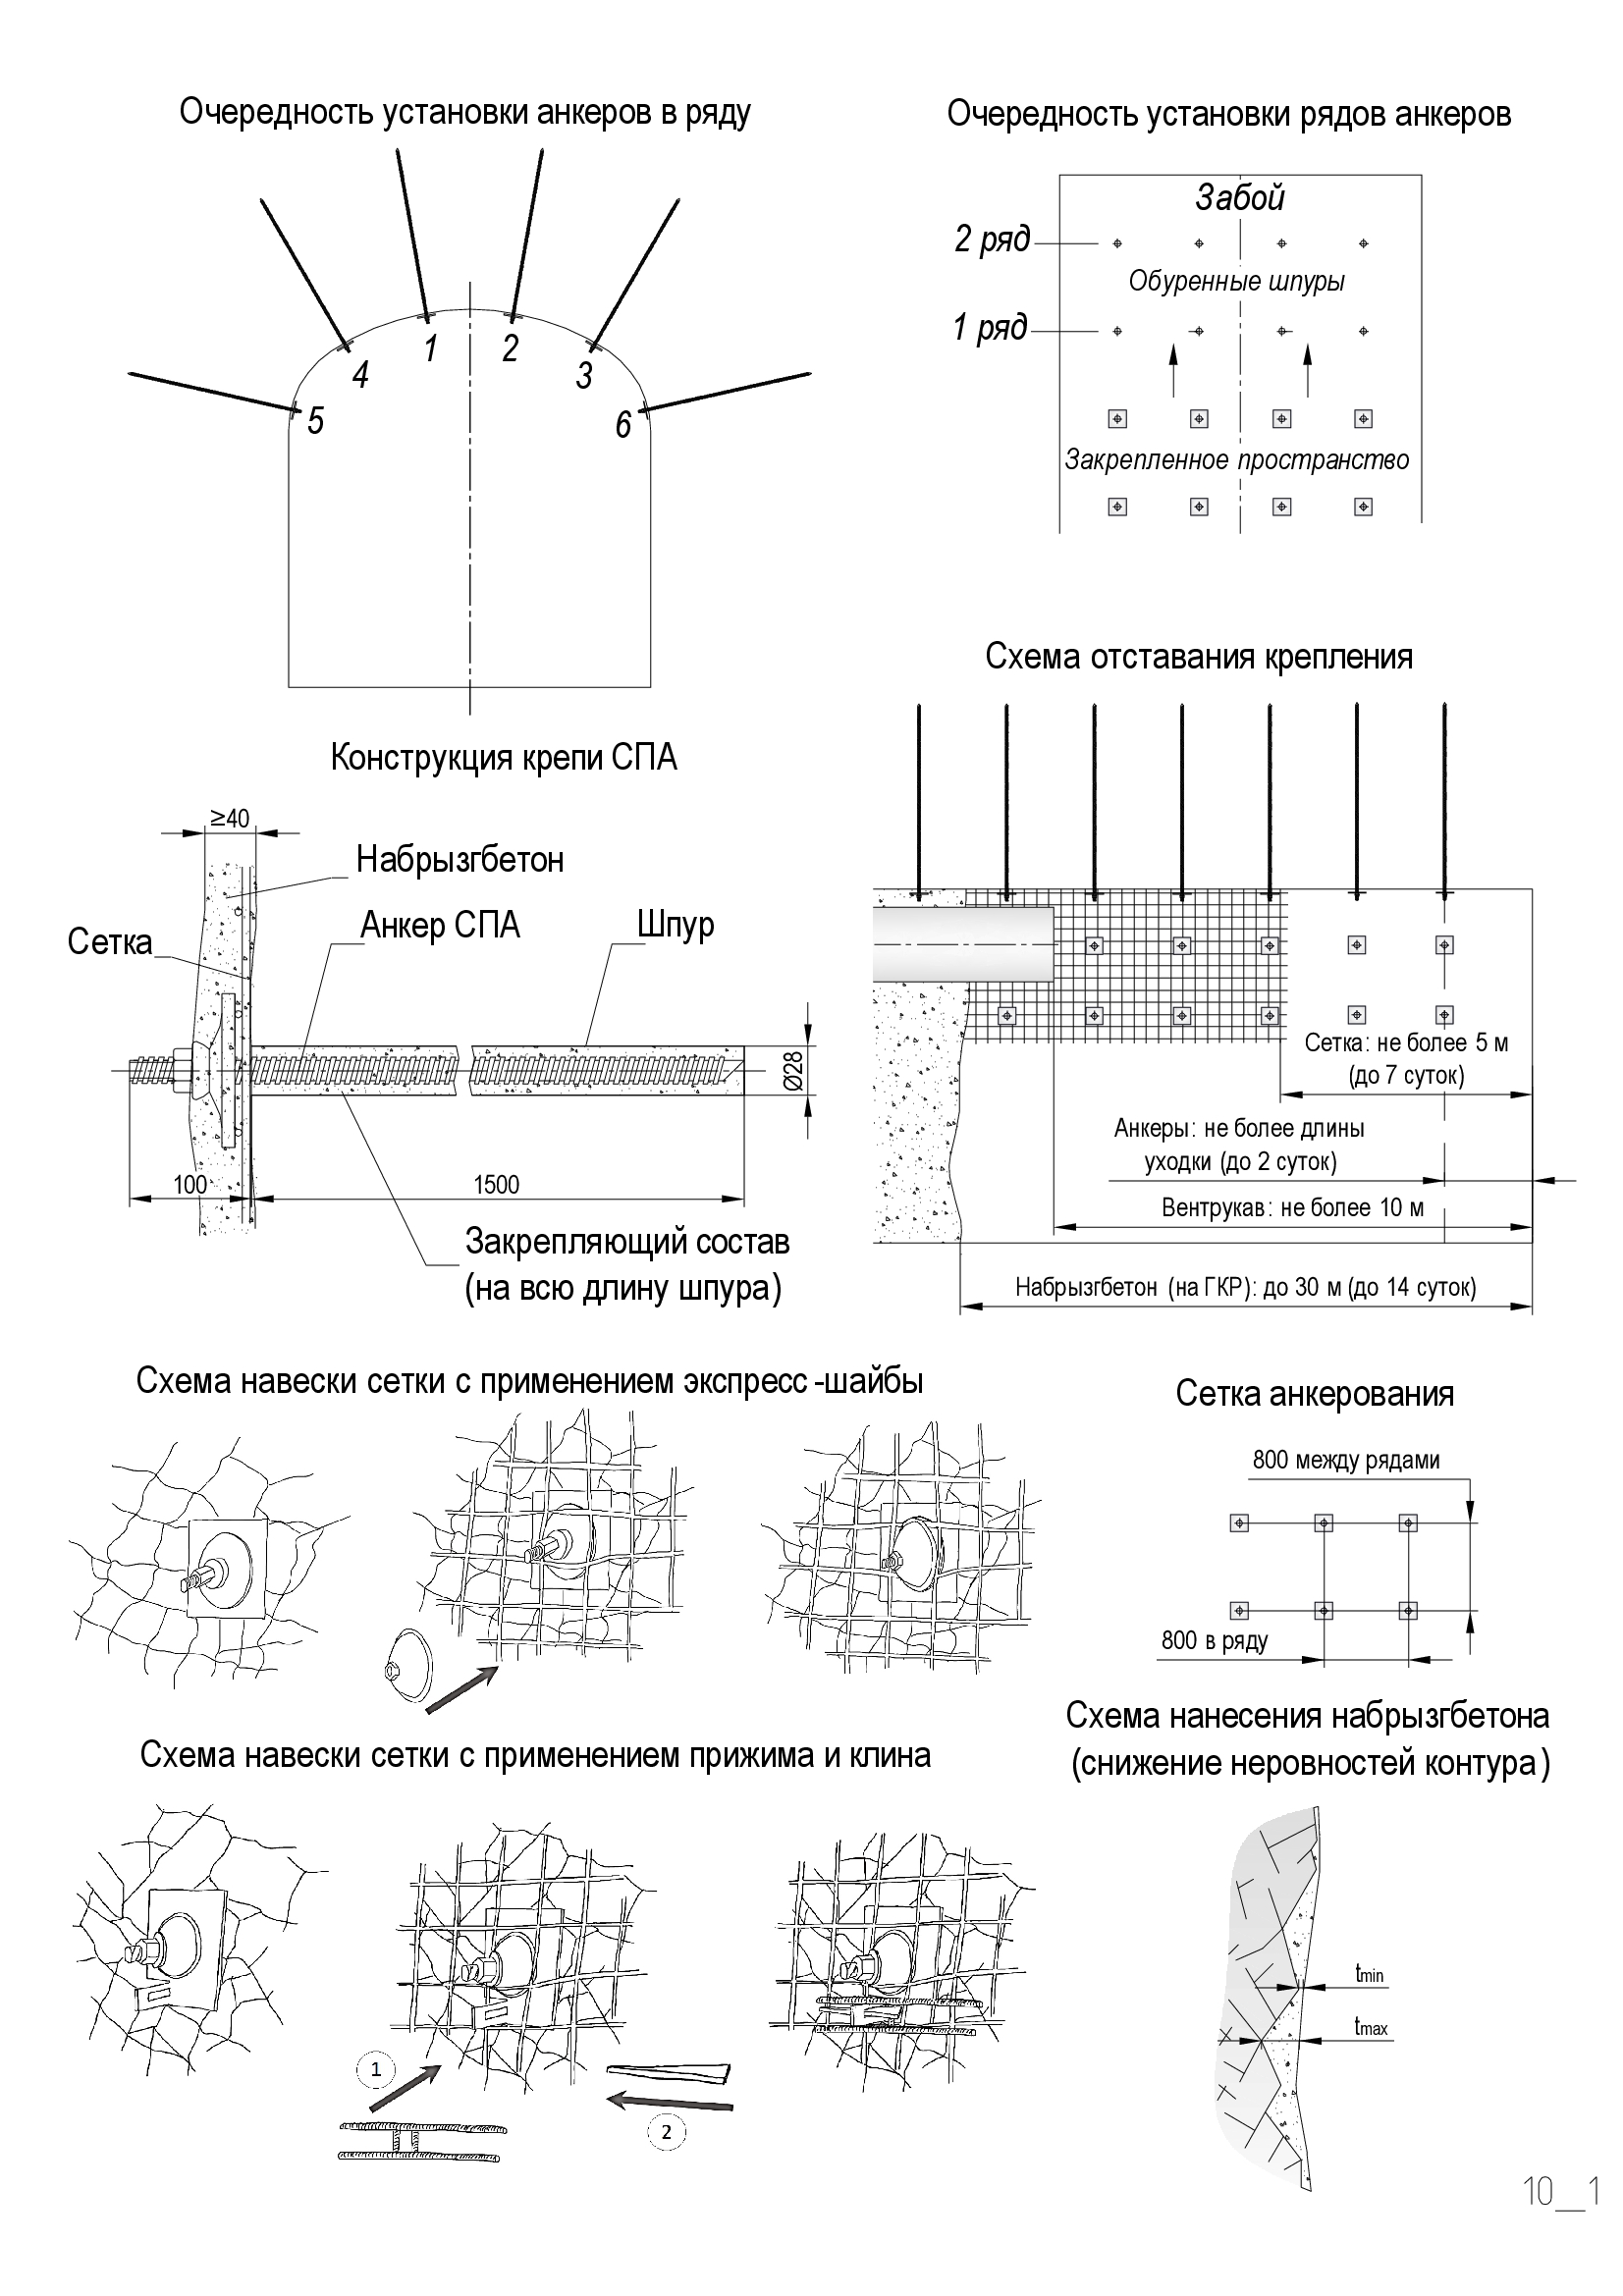 Очередность установки анкеров в ряду
1
2
3
4
5
6
Очередность установки рядов анкеров
Забой
2 ряд
Обуренные шпуры
1 ряд
Закрепленное пространство
Конструкция крепи СПА
≥40
Набрызгбетон
Анкер СПА
Шпур
Сетка
Ø28
100
1500
Закрепляющий состав
(на всю длину шпура)
Схема отставания крепления
Сетка: не более 5 м
(до 7 суток)
Анкеры: не более длины
уходки (до 2 суток)
Вентрукав: не более 10 м
Набрызгбетон (на ГКР): до 30 м (до 14 суток)
Схема навески сетки с применением экспресс-шайбы
Сетка анкерования
800 между рядами
800 в ряду
Схема навески сетки с применением прижима и клина
1
2
Схема нанесения набрызгбетона
(снижение неровностей контура)
tmin
tmax
10__1